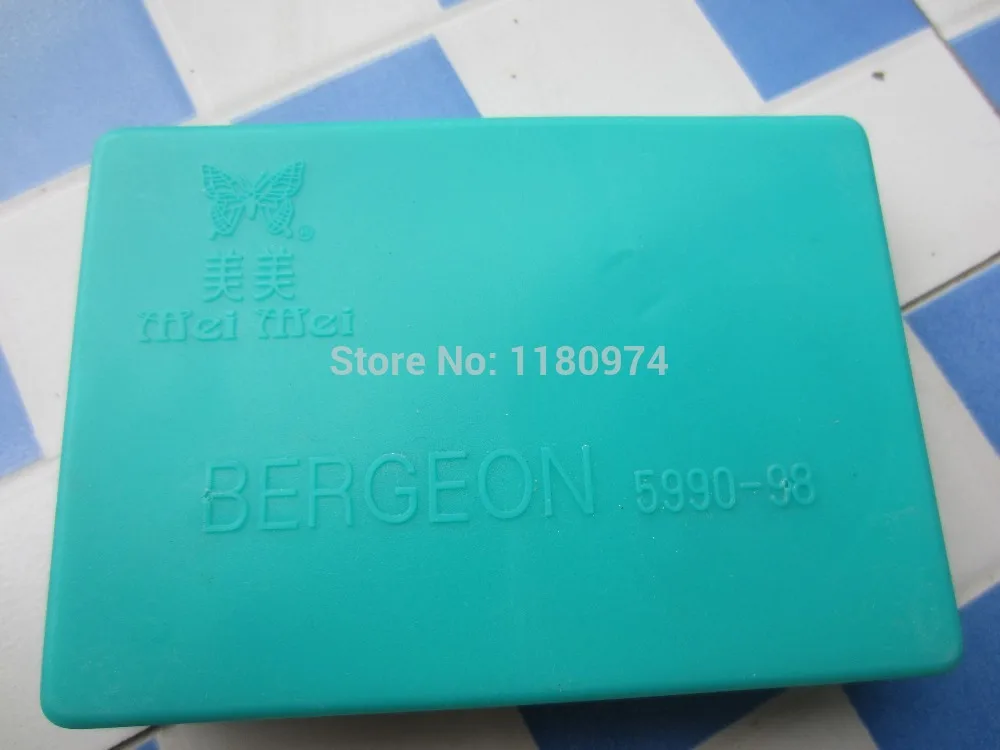 ®
美美
Mei Mei
Store No: 1180974
BERGEON 5990-98